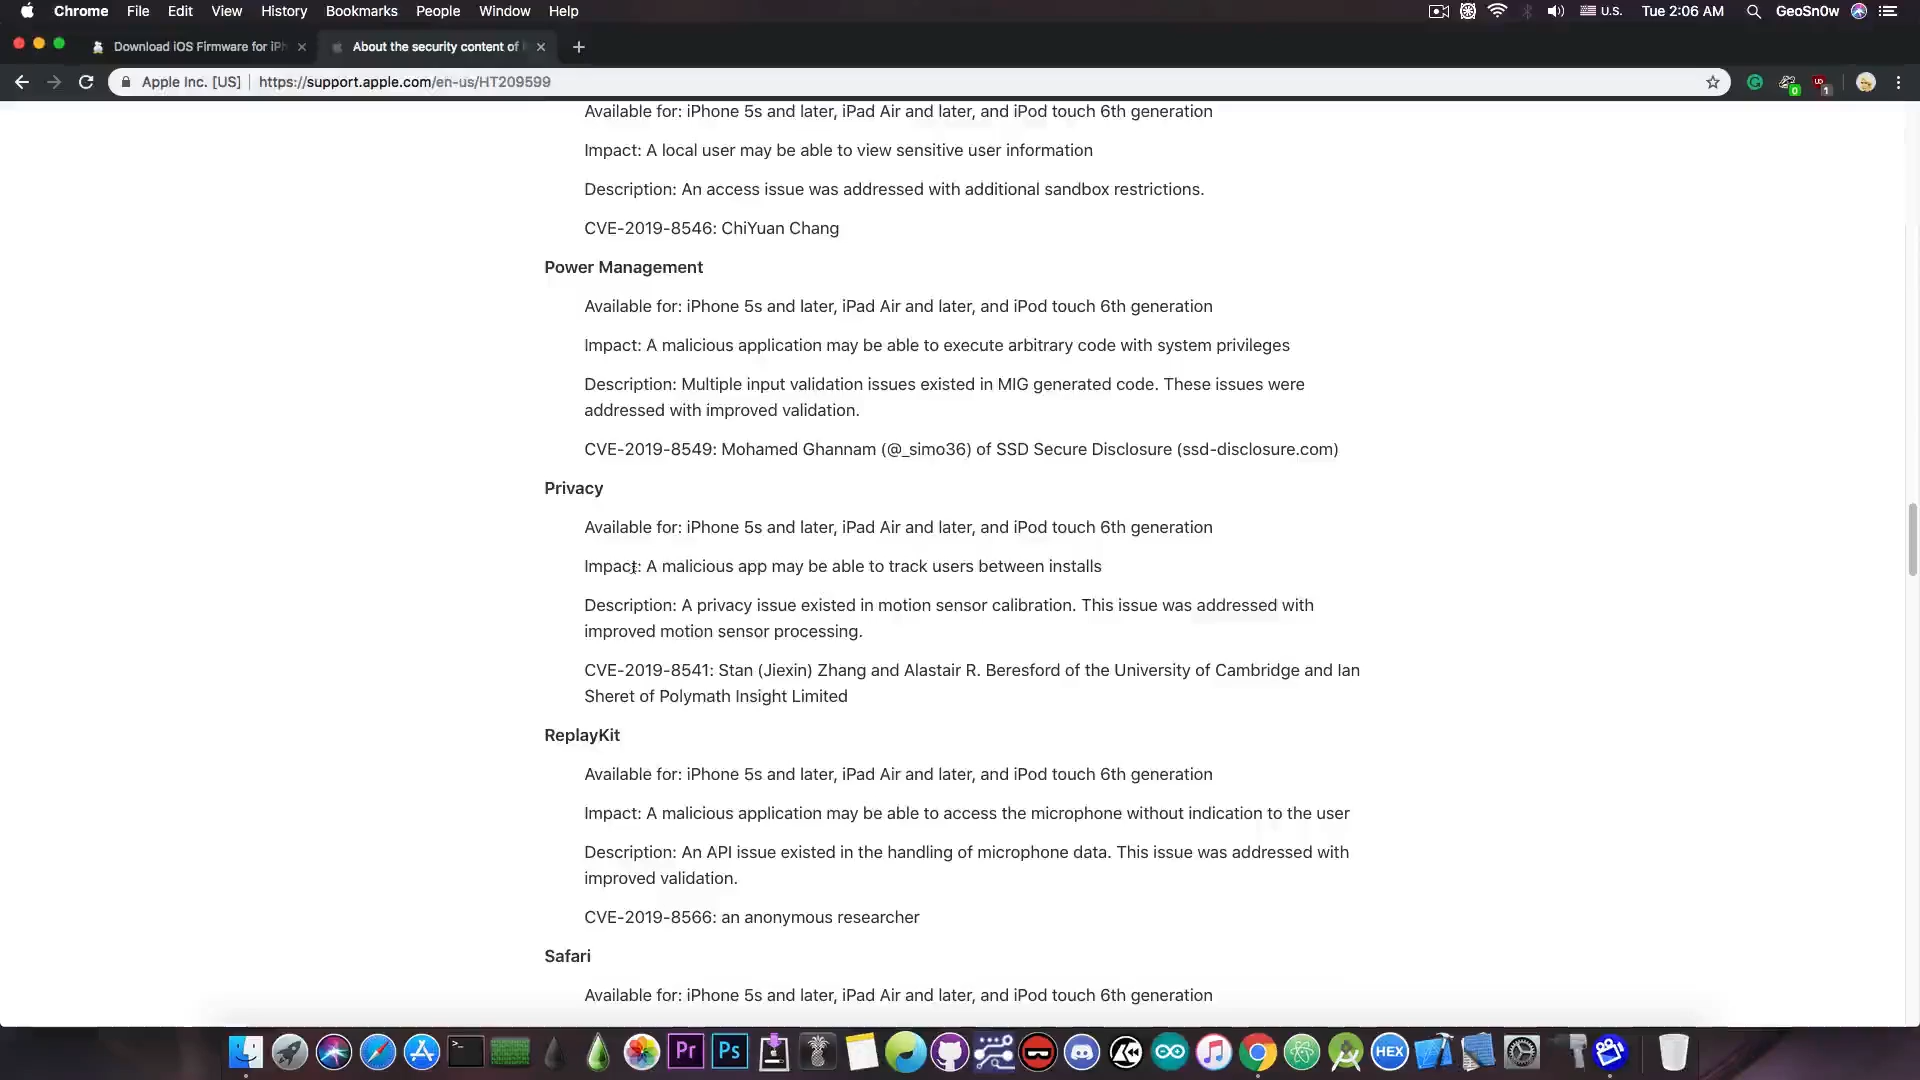 Chrome File Edit View History Bookmarks People Window Help U.S. Tue 2:06 AM GeoSn0w
Download iOS Firmware for iPh About the security content of
Apple Inc. [US] https://support.apple.com/en-us/HT209599 0 1
Available for: iPhone 5s and later, iPad Air and later, and iPod touch 6th generation
Impact: A local user may be able to view sensitive user information
Description: An access issue was addressed with additional sandbox restrictions.
CVE-2019-8546: ChiYuan Chang
Power Management
Available for: iPhone 5s and later, iPad Air and later, and iPod touch 6th generation
Impact: A malicious application may be able to execute arbitrary code with system privileges
Description: Multiple input validation issues existed in MIG generated code. These issues were
addressed with improved validation.
CVE-2019-8549: Mohamed Ghannam (@_simo36) of SSD Secure Disclosure (ssd-disclosure.com)
Privacy
Available for: iPhone 5s and later, iPad Air and later, and iPod touch 6th generation
Impact: A malicious app may be able to track users between installs
Description: A privacy issue existed in motion sensor calibration. This issue was addressed with
improved motion sensor processing.
CVE-2019-8541: Stan (Jiexin) Zhang and Alastair R. Beresford of the University of Cambridge and Ian
Sheret of Polymath Insight Limited
ReplayKit
Available for: iPhone 5s and later, iPad Air and later, and iPod touch 6th generation
Impact: A malicious application may be able to access the microphone without indication to the user
Description: An API issue existed in the handling of microphone data. This issue was addressed with
improved validation.
CVE-2019-8566: an anonymous researcher
Safari
Available for: iPhone 5s and later, iPad Air and later, and iPod touch 6th generation
Pr Ps HEX